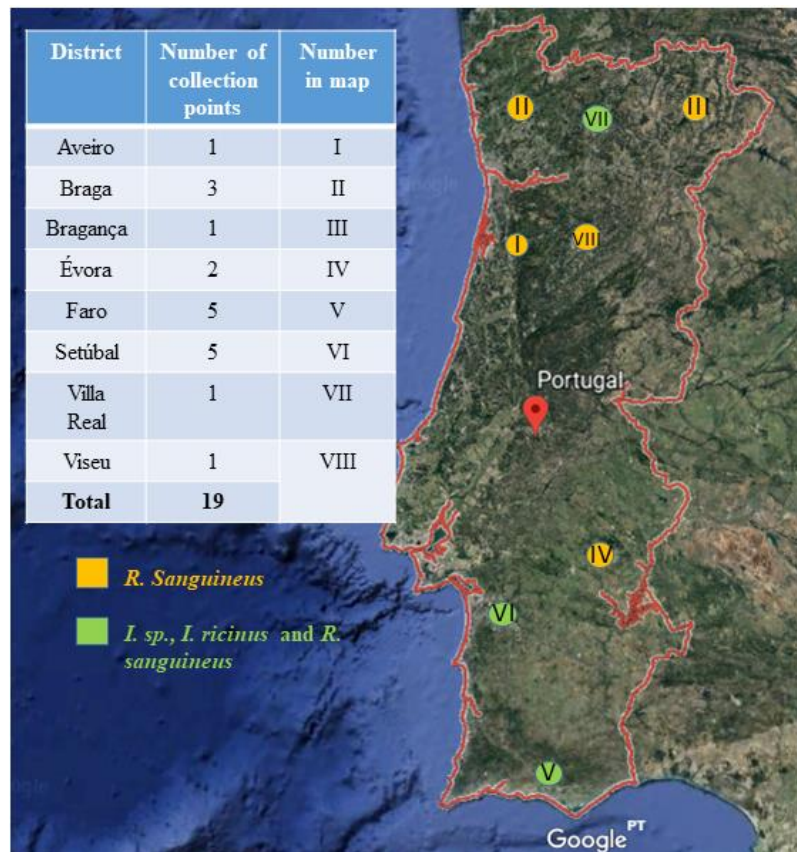 District Number of collection points Number in map
Aveiro 1 I
Braga 3 II
Bragança 1 III
Évora 2 IV
Faro 5 V
Setúbal 5 VI
Villa Real 1 VII
Viseu 1 VIII
Total 19
R. Sanguineus
I. sp., I. ricinus and R.
sanguineus
II
VII
III
I
VIII
Portugal
IV
VI
V
Google PT
Google